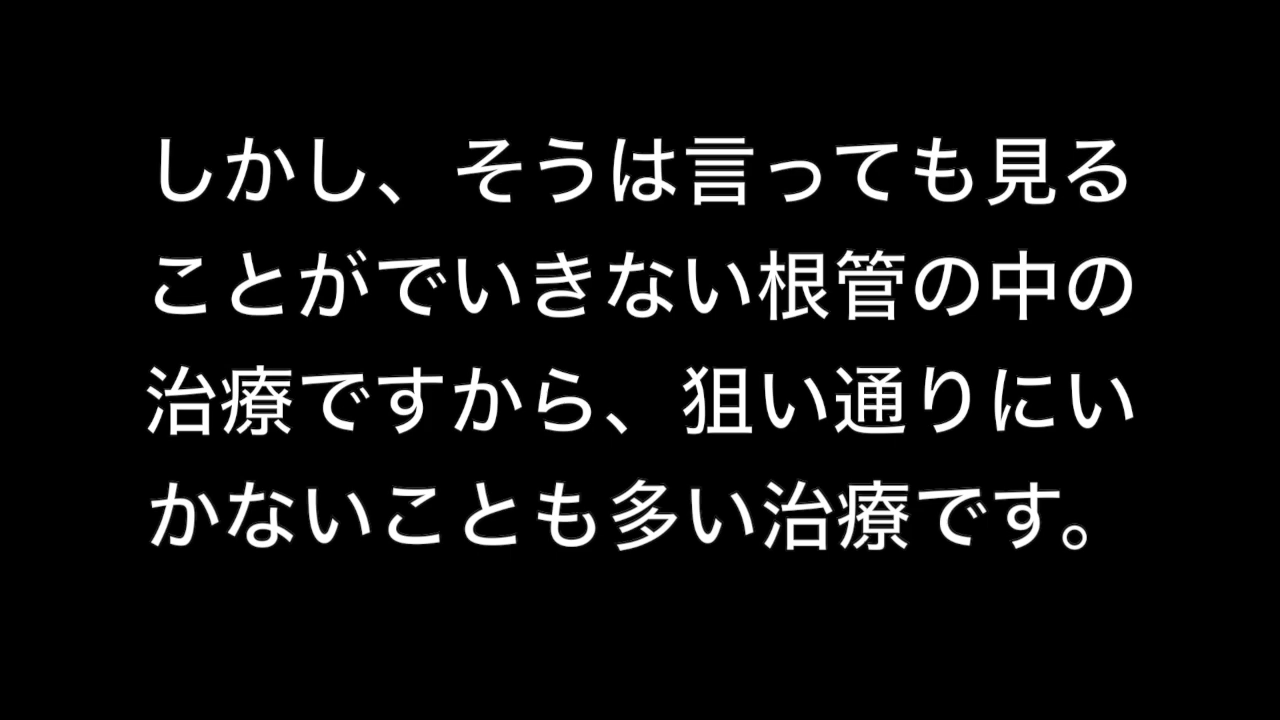 しかし、そうは言っても見る
ことがでいきない根管の中の
治療ですから、狙い通りにい
かないことも多い治療です。